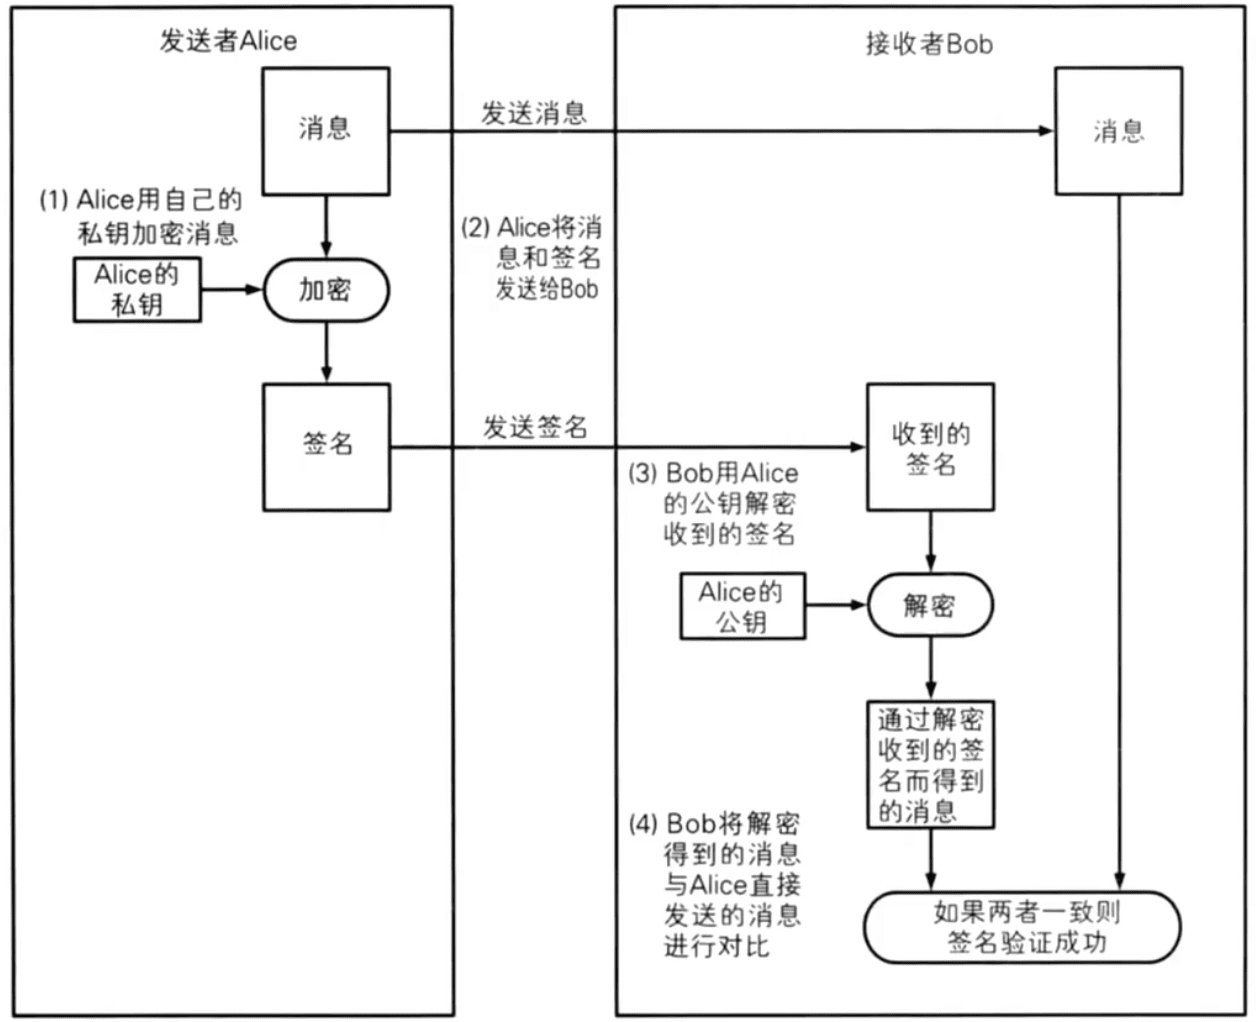 发送者Alice
接收者Bob
消息
发送消息
消息
(1) Alice用自己的
私钥加密消息
(2) Alice将消
息和签名
发送给Bob
Alice的
私钥
加密
签名
发送签名
收到的
签名
(3) Bob用Alice
的公钥解密
收到的签名
Alice的
公钥
解密
通过解密
收到的签
名而得到
的消息
(4) Bob将解密
得到的消息
与Alice直接
发送的消息
进行对比
如果两者一致则
签名验证成功